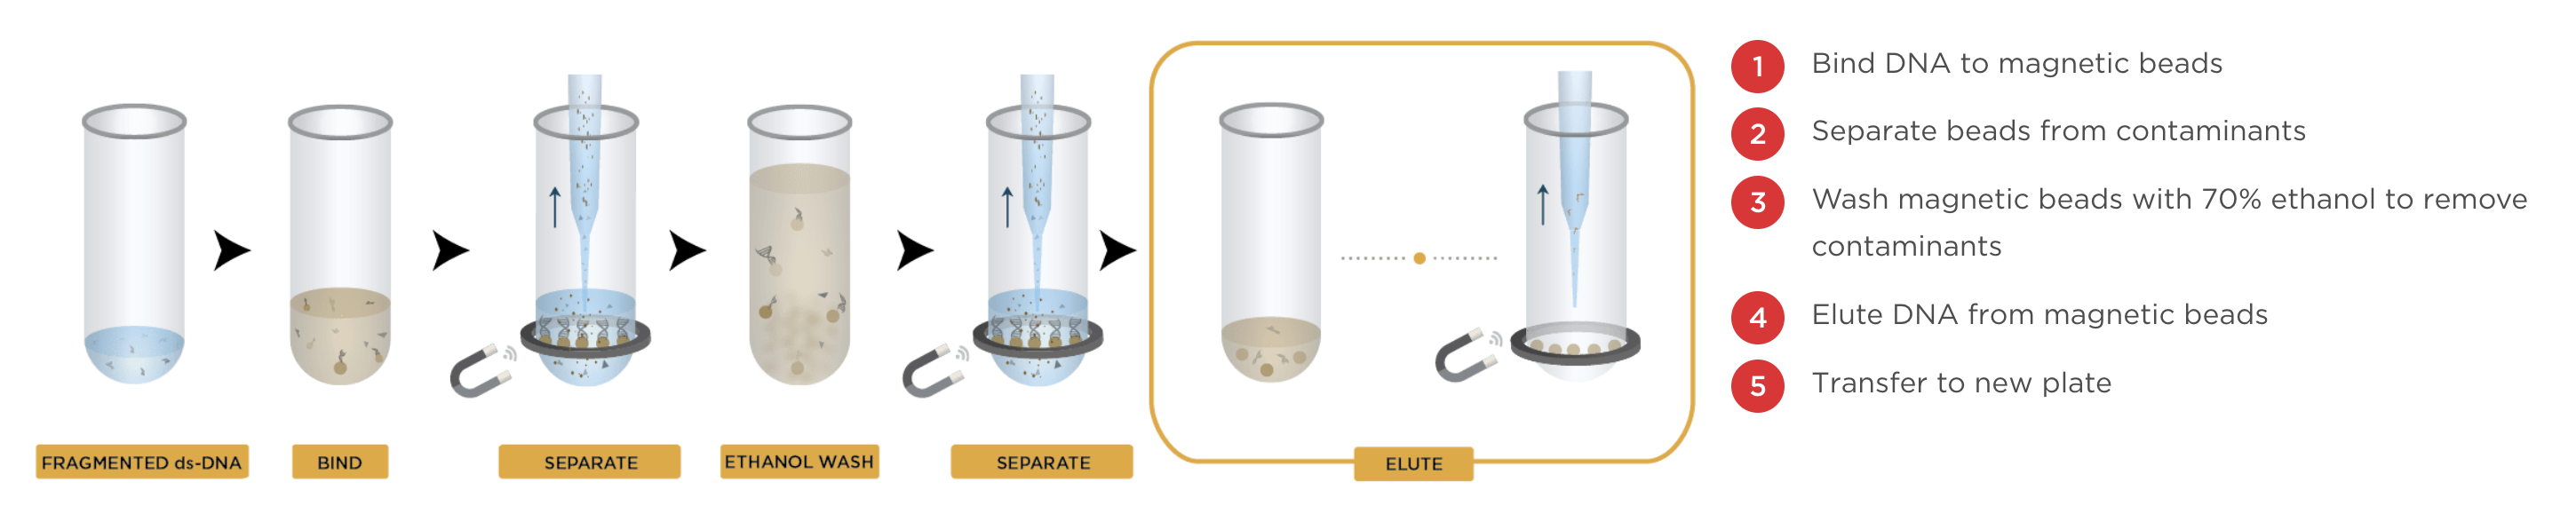 FRAGMENTED ds-DNA
BIND
SEPARATE
ETHANOL WASH
SEPARATE
ELUTE
1 Bind DNA to magnetic beads
2 Separate beads from contaminants
3 Wash magnetic beads with 70% ethanol to remove
contaminants
4 Elute DNA from magnetic beads
5 Transfer to new plate